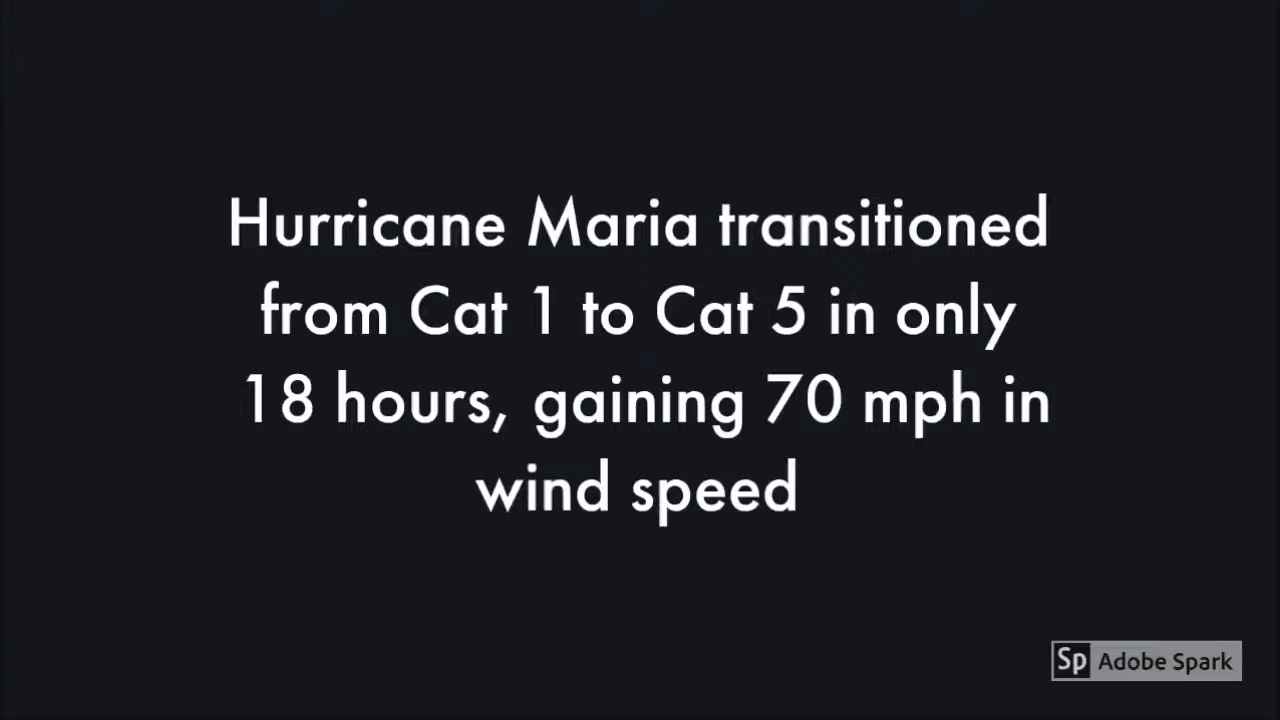 Hurricane Maria transitioned
from Cat 1 to Cat 5 in only
18 hours, gaining 70 mph in
wind speed
Sp Adobe Spark